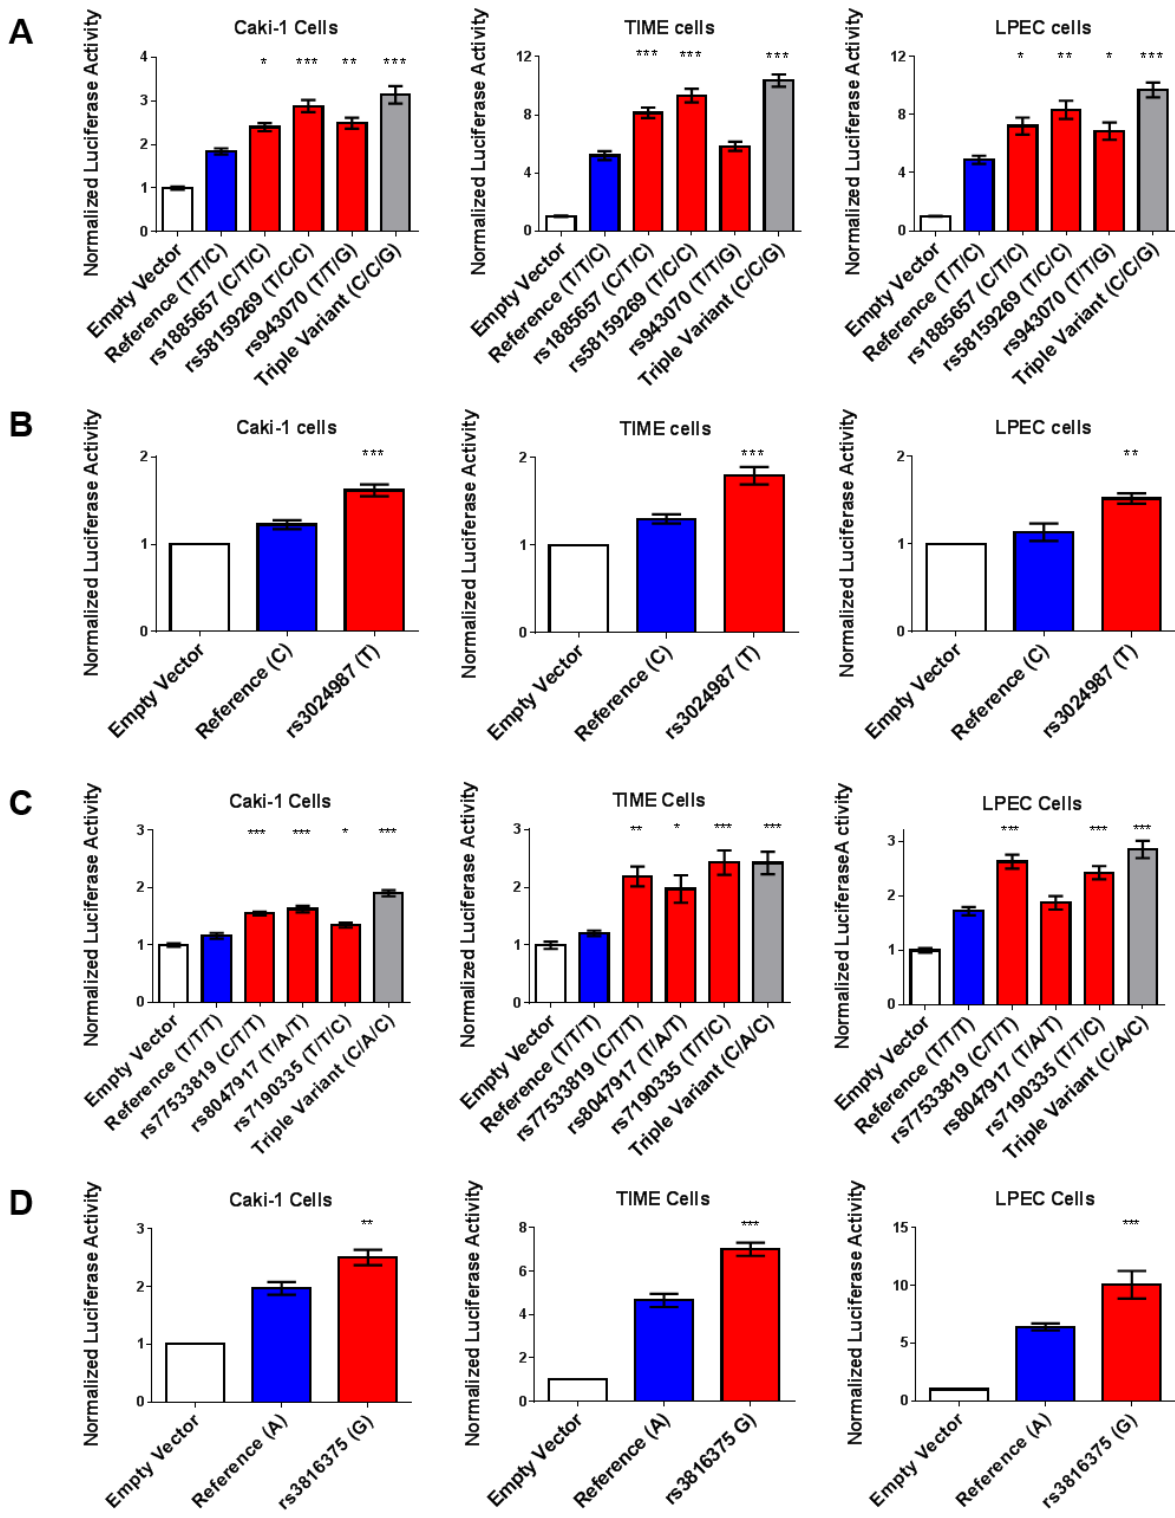 A
Caki-1 Cells
Normalized Luciferase Activity
4
3
2
1
0
* *** ** ***
Empty Vector
Reference (T/T/C)
rs1885657 (C/T/C)
rs58159269 (T/C/C)
rs943070 (T/T/G)
Triple Variant (C/C/G)
TIME cells
Normalized Luciferase Activity
12
8
4
0
*** *** ***
Empty Vector
Reference (T/T/C)
rs1885657 (C/T/C)
rs58159269 (T/C/C)
rs943070 (T/T/G)
Triple Variant (C/C/G)
LPEC cells
Normalized Luciferase Activity
12
8
4
0
* ** * ***
Empty Vector
Reference (T/T/C)
rs1885657 (C/T/C)
rs58159269 (T/C/C)
rs943070 (T/T/G)
Triple Variant (C/C/G)
B
Caki-1 cells
Normalized Luciferase Activity
2
1
0
***
Empty Vector
Reference (C)
rs3024987 (T)
TIME cells
Normalized Luciferase Activity
2
1
0
***
Empty Vector
Reference (C)
rs3024987 (T)
LPEC cells
Normalized Luciferase Activity
2
1
0
**
Empty Vector
Reference (C)
rs3024987 (T)
C
Caki-1 Cells
Normalized Luciferase Activity
3
2
1
0
*** *** * ***
Empty Vector
Reference (T/T/T)
rs77533819 (C/T/T)
rs8047917 (T/A/T)
rs7190335 (T/T/C)
Triple Variant (C/A/C)
TIME Cells
Normalized Luciferase Activity
3
2
1
0
** * *** ***
Empty Vector
Reference (T/T/T)
rs77533819 (C/T/T)
rs8047917 (T/A/T)
rs7190335 (T/T/C)
Triple Variant (C/A/C)
LPEC Cells
Normalized LuciferaseA ctivity
3
2
1
0
*** *** ***
Empty Vector
Reference (T/T/T)
rs77533819 (C/T/T)
rs8047917 (T/A/T)
rs7190335 (T/T/C)
Triple Variant (C/A/C)
D
Caki-1 Cells
Normalized Luciferase Activity
3
2
1
0
**
Empty Vector
Reference (A)
rs3816375 (G)
TIME Cells
Normalized Luciferase Activity
8
6
4
2
0
***
Empty Vector
Reference (A)
rs3816375 G)
LPEC Cells
Normalized Luciferase Activity
15
10
5
0
***
Empty Vector
Reference (A)
rs3816375 (G)